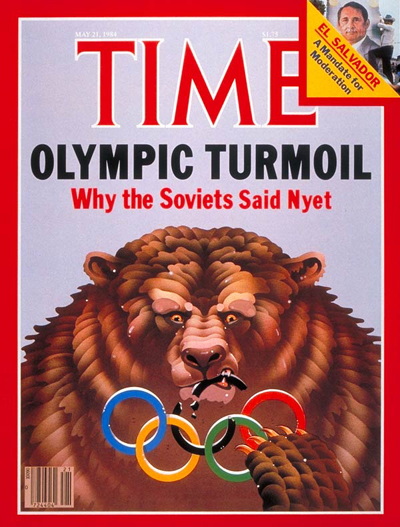 MAY 21, 1984
$1.75
TIME
EL SALVADOR
A Mandate for
Moderation
OLYMPIC TURMOIL
Why the Soviets Said Nyet